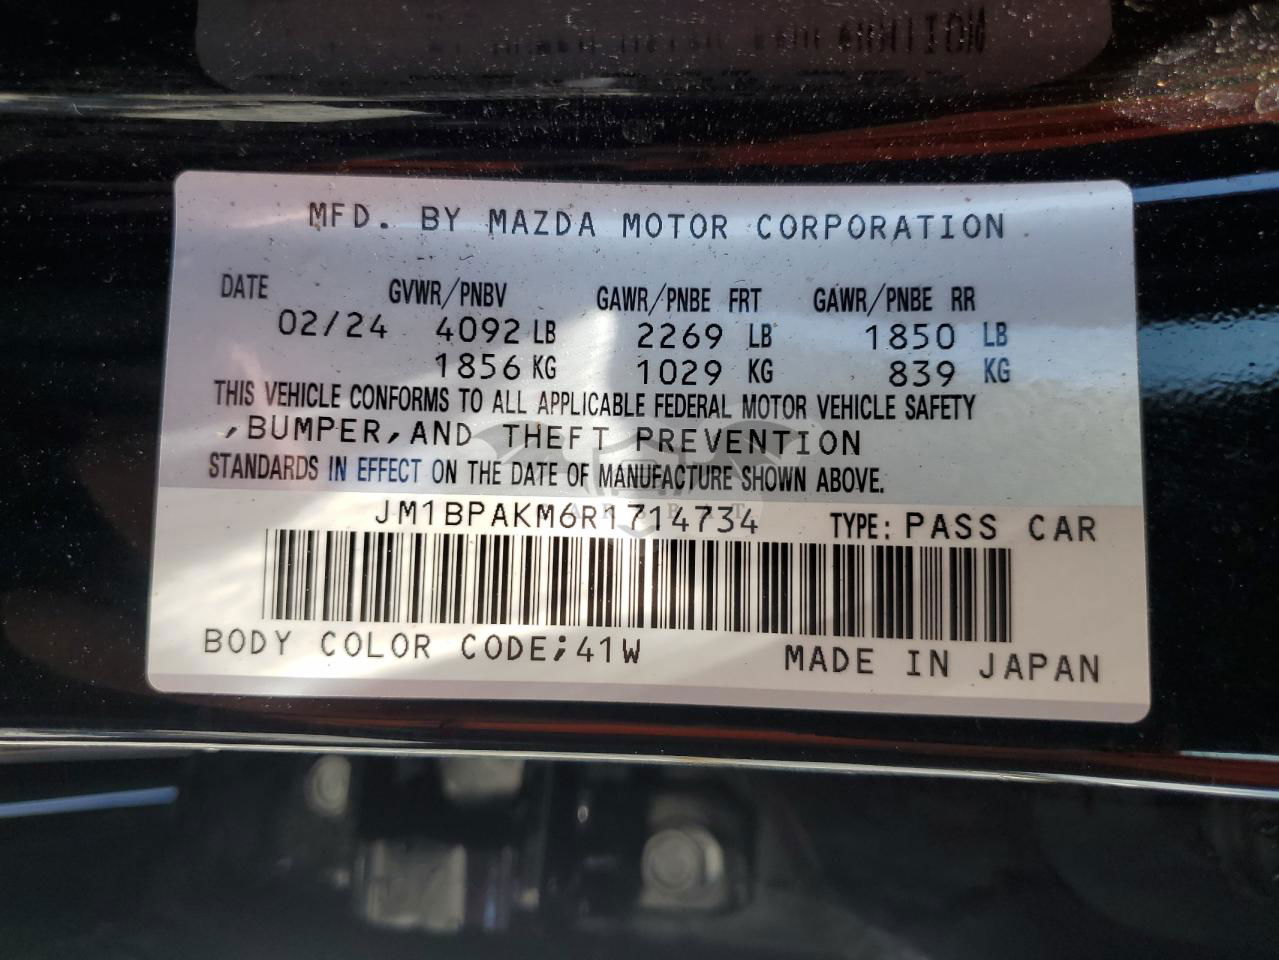 MFD. BY MAZDA MOTOR CORPORATION
DATE GVWR/PNBV GAWR/PNBE FRT GAWR/PNBE RR
02/24 4092 LB 2269 LB 1850 LB
1856 KG 1029 KG 839 KG
THIS VEHICLE CONFORMS TO ALL APPLICABLE FEDERAL MOTOR VEHICLE SAFETY
,BUMPER,AND THEFT PREVENTION
STANDARDS IN EFFECT ON THE DATE OF MANUFACTURE SHOWN ABOVE.
JM1BPAKM6R1714734 TYPE: PASS CAR
BODY COLOR CODE;41W MADE IN JAPAN